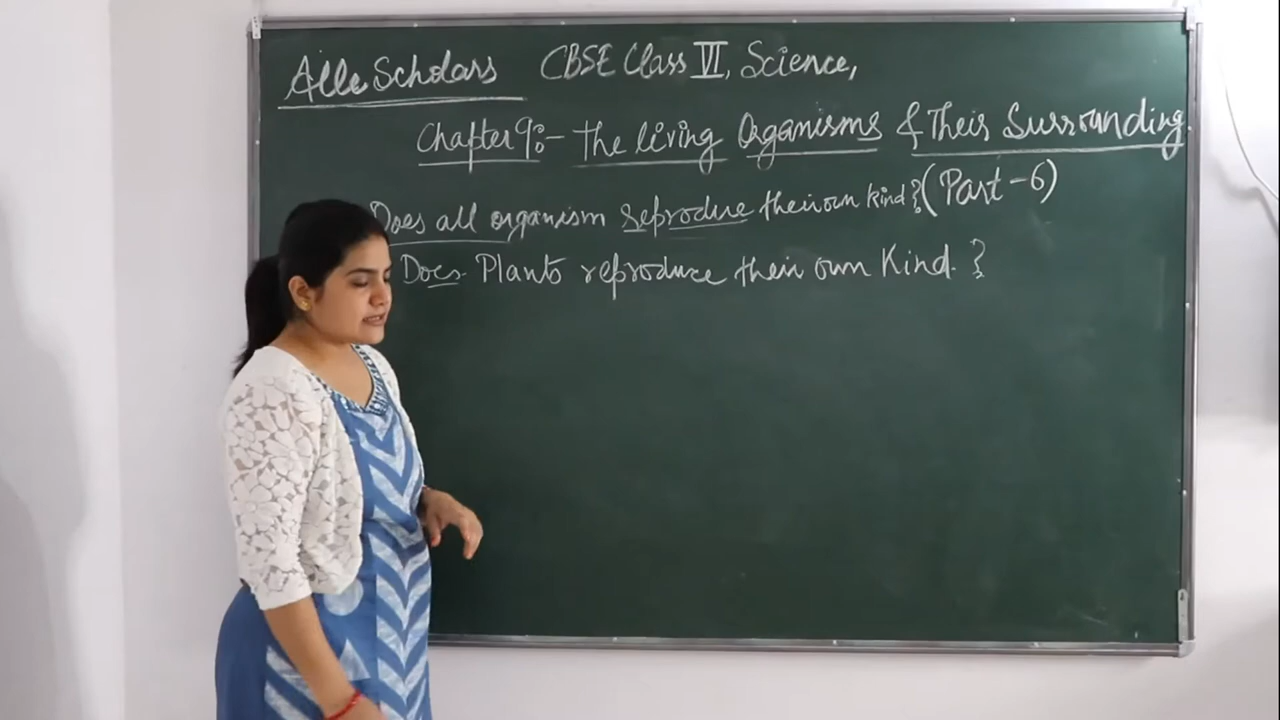 Alle Scholars CBSE Class VI, Science,
Chapter 9:- The living Organisms & Their Surrounding
Does all organism reproduce their own kind? (Part-6)
Does Plants reproduce their own Kind. ?